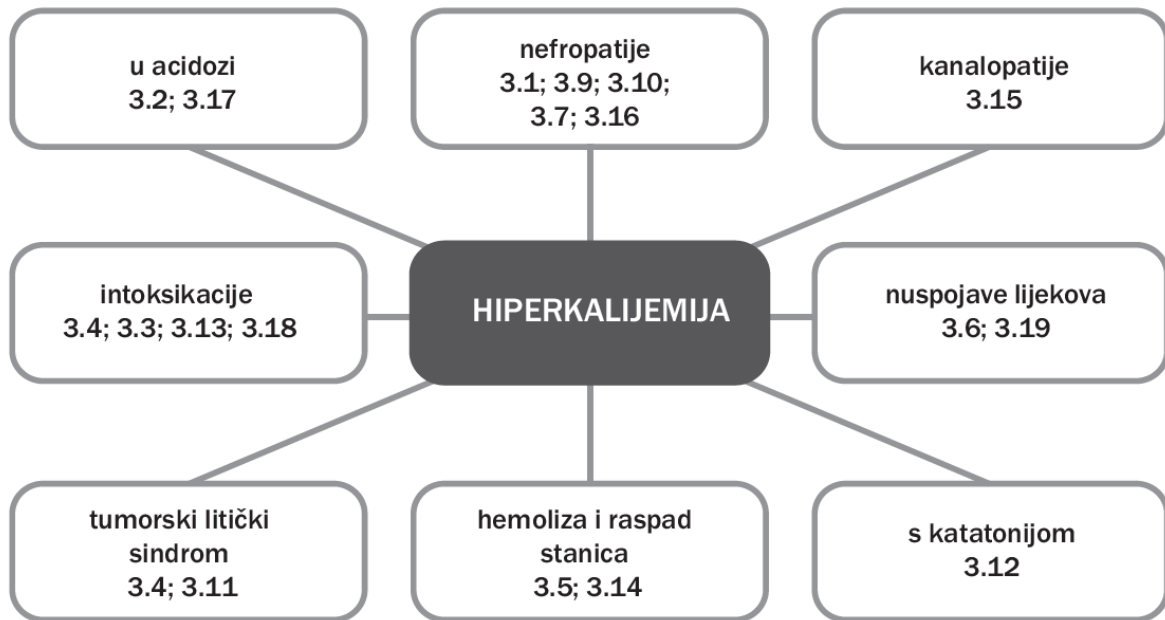 u acidozi
3.2; 3.17
nefropatije
3.1; 3.9; 3.10;
3.7; 3.16
kanalopatije
3.15
intoksikacije
3.4; 3.3; 3.13; 3.18
HIPERKALIJEMIJA
nuspojave lijekova
3.6; 3.19
tumorski litički
sindrom
3.4; 3.11
hemoliza i raspad
stanica
3.5; 3.14
s katatonijom
3.12